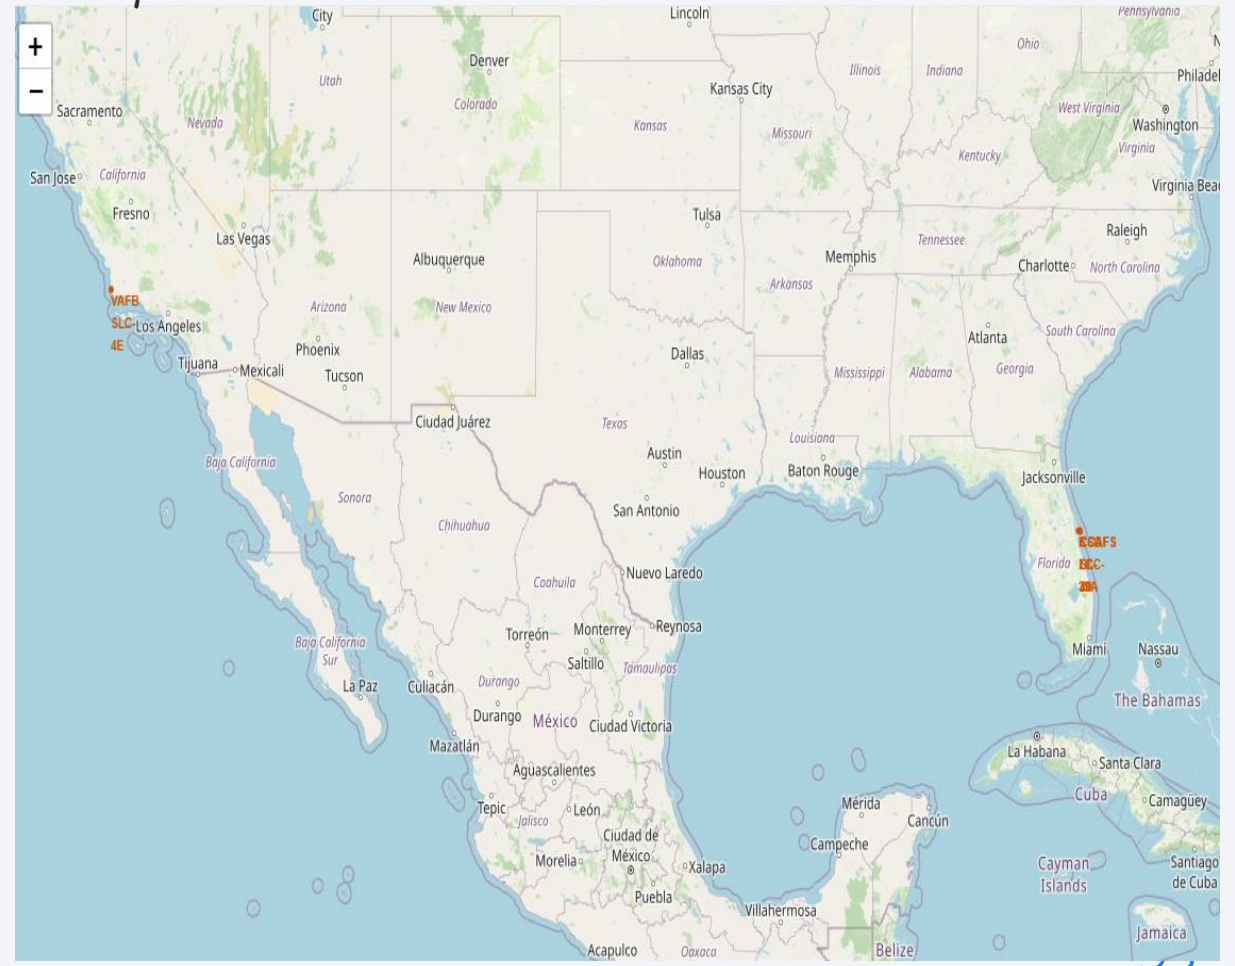 City
Lincoln
Pennsylvania
+
Denver
Ohio
Utah
Illinois
Indiana
−
Kansas City
Colorado
Sacramento
Nevada
Kansas
Missouri
West Virginia
Washington
Virginia
Kentucky
San Jose
California
Fresno
Tulsa
Las Vegas
Albuquerque
Oklahoma
Memphis
Tennessee
Raleigh
Charlotte
North Carolina
Arkansas
VAFB
SLC-
4E
Los Angeles
Arizona
New Mexico
Phoenix
Dallas
Atlanta
South Carolina
Tijuana
Mexicali
Tucson
Mississippi
Alabama
Georgia
Ciudad Juárez
Texas
Louisiana
Austin
Houston
Baton Rouge
Jacksonville
Baja California
Sonora
Chihuahua
San Antonio
Florida
Coahuila
Nuevo Laredo
Torreón
Monterrey
Reynosa
Baja California
Sur
Saltillo
Tamaulipas
Miami
Nassau
La Paz
Culiacán
Durango
Durango
México
Ciudad Victoria
The Bahamas
Mazatlán
La Habana
Santa Clara
Aguascalientes
Cuba
Camagüey
Tepic
León
Jalisco
Mérida
Cancún
Ciudad de
México
Campeche
Morelia
Xalapa
Cayman
Islands
Santiago
de Cuba
Puebla
Villahermosa
Jamaica
Acapulco
Oaxaca
Belize